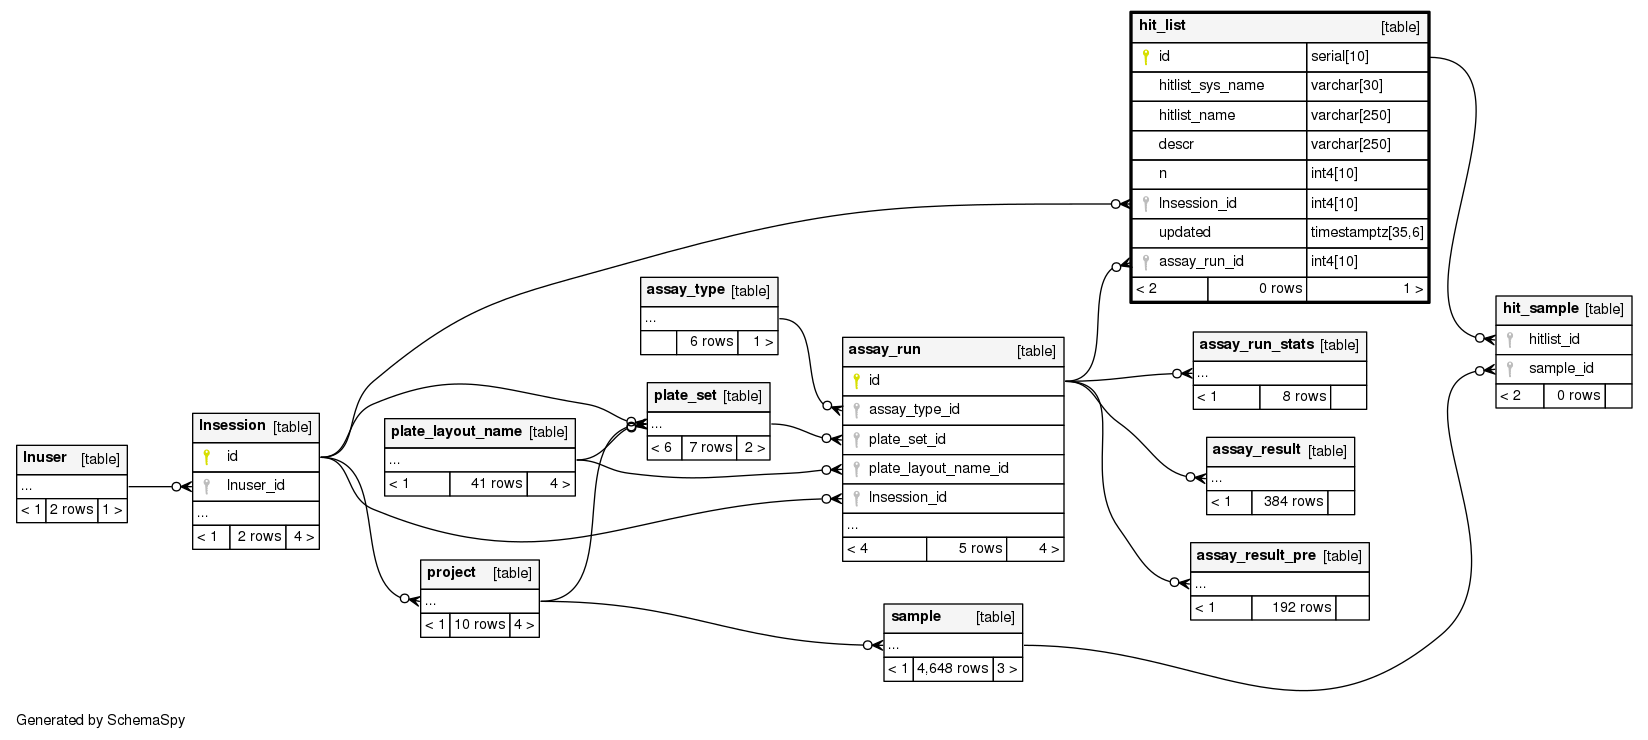 hit_list [table]
id serial[10]
hitlist_sys_name varchar[30]
hitlist_name varchar[250]
descr varchar[250]
n int4[10]
lnsession_id int4[10]
updated timestamptz[35,6]
assay_run_id int4[10]
< 2 0 rows 1 >
assay_type [table]
...
6 rows 1 >
hit_sample [table]
hitlist_id
sample_id
< 2 0 rows
assay_run [table]
id
assay_type_id
plate_set_id
plate_layout_name_id
lnsession_id
...
< 4 5 rows 4 >
assay_run_stats [table]
...
< 1 8 rows
plate_set [table]
...
< 6 7 rows 2 >
lnsession [table]
id
lnuser_id
...
< 1 2 rows 4 >
plate_layout_name [table]
...
< 1 41 rows 4 >
lnuser [table]
...
< 1 2 rows 1 >
assay_result [table]
...
< 1 384 rows
assay_result_pre [table]
...
< 1 192 rows
project [table]
...
< 1 10 rows 4 >
sample [table]
...
< 1 4,648 rows 3 >
Generated by SchemaSpy